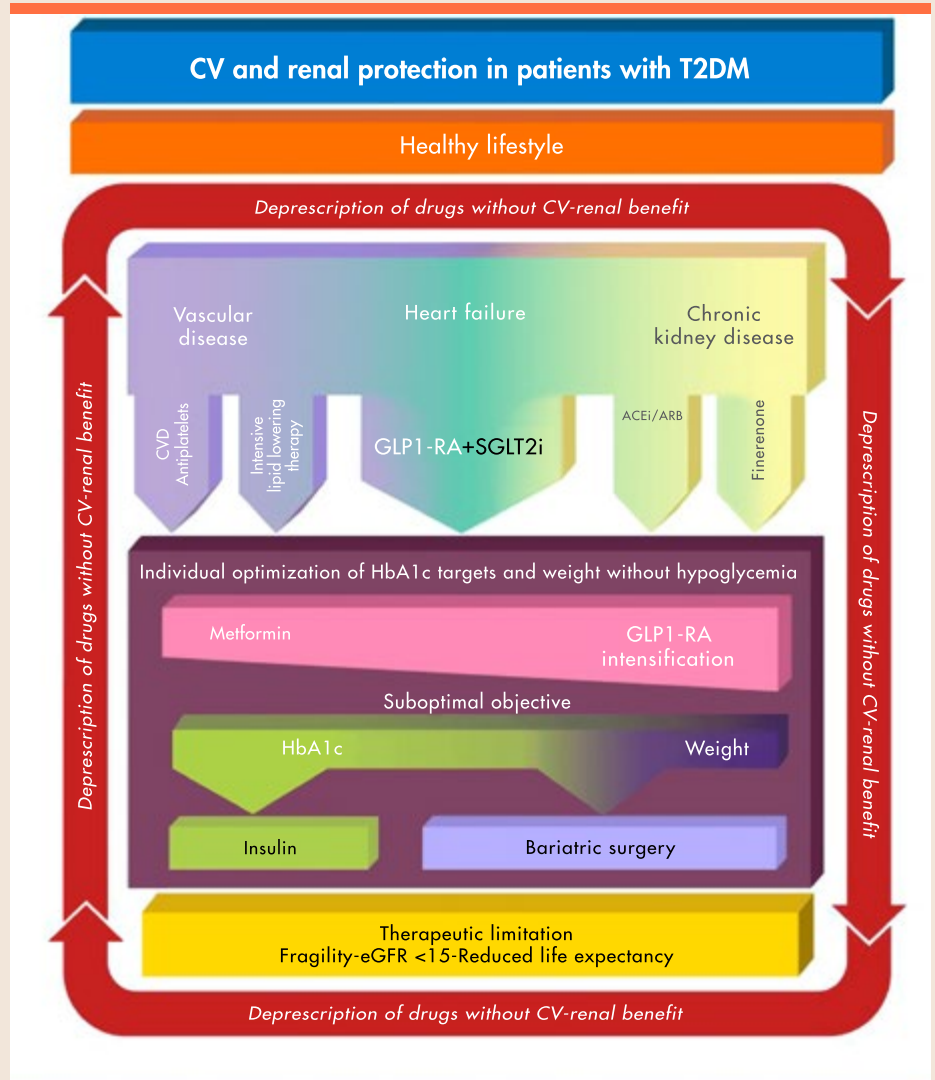 CV and renal protection in patients with T2DM
Healthy lifestyle
Deprescription of drugs without CV-renal benefit
Vascular
disease
Heart failure
Chronic
kidney disease
CVD
Antiplatelets
Intensive
lipid lowering
therapy
GLP1-RA+SGLT2i
ACEi/ARB
Finerenone
Deprescription of drugs without CV-renal benefit
Deprescription of drugs without CV-renal benefit
Individual optimization of HbA1c targets and weight without hypoglycemia
Metformin
GLP1-RA
intensification
Suboptimal objective
HbA1c
Weight
Insulin
Bariatric surgery
Therapeutic limitation
Fragility-eGFR <15-Reduced life expectancy
Deprescription of drugs without CV-renal benefit